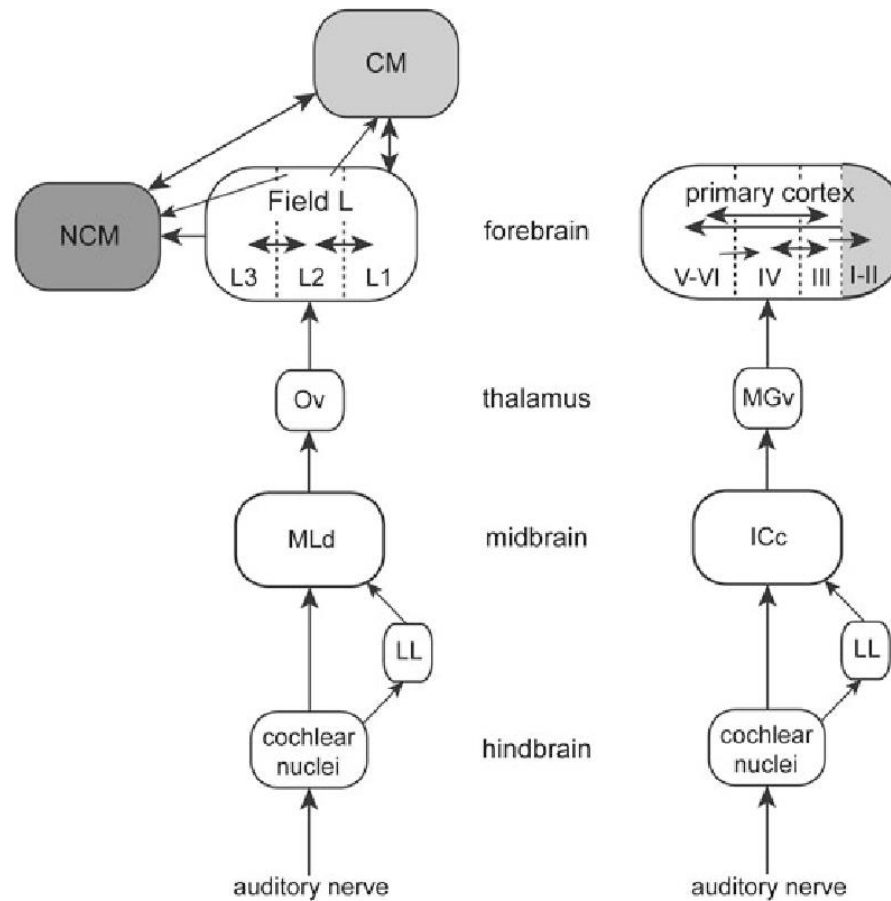 CM
NCM
Field L
L3 L2 L1
forebrain
primary cortex
V-VI IV III I-II
Ov
thalamus
MGv
MLd
midbrain
ICc
LL
LL
cochlear
nuclei
hindbrain
cochlear
nuclei
auditory nerve
auditory nerve